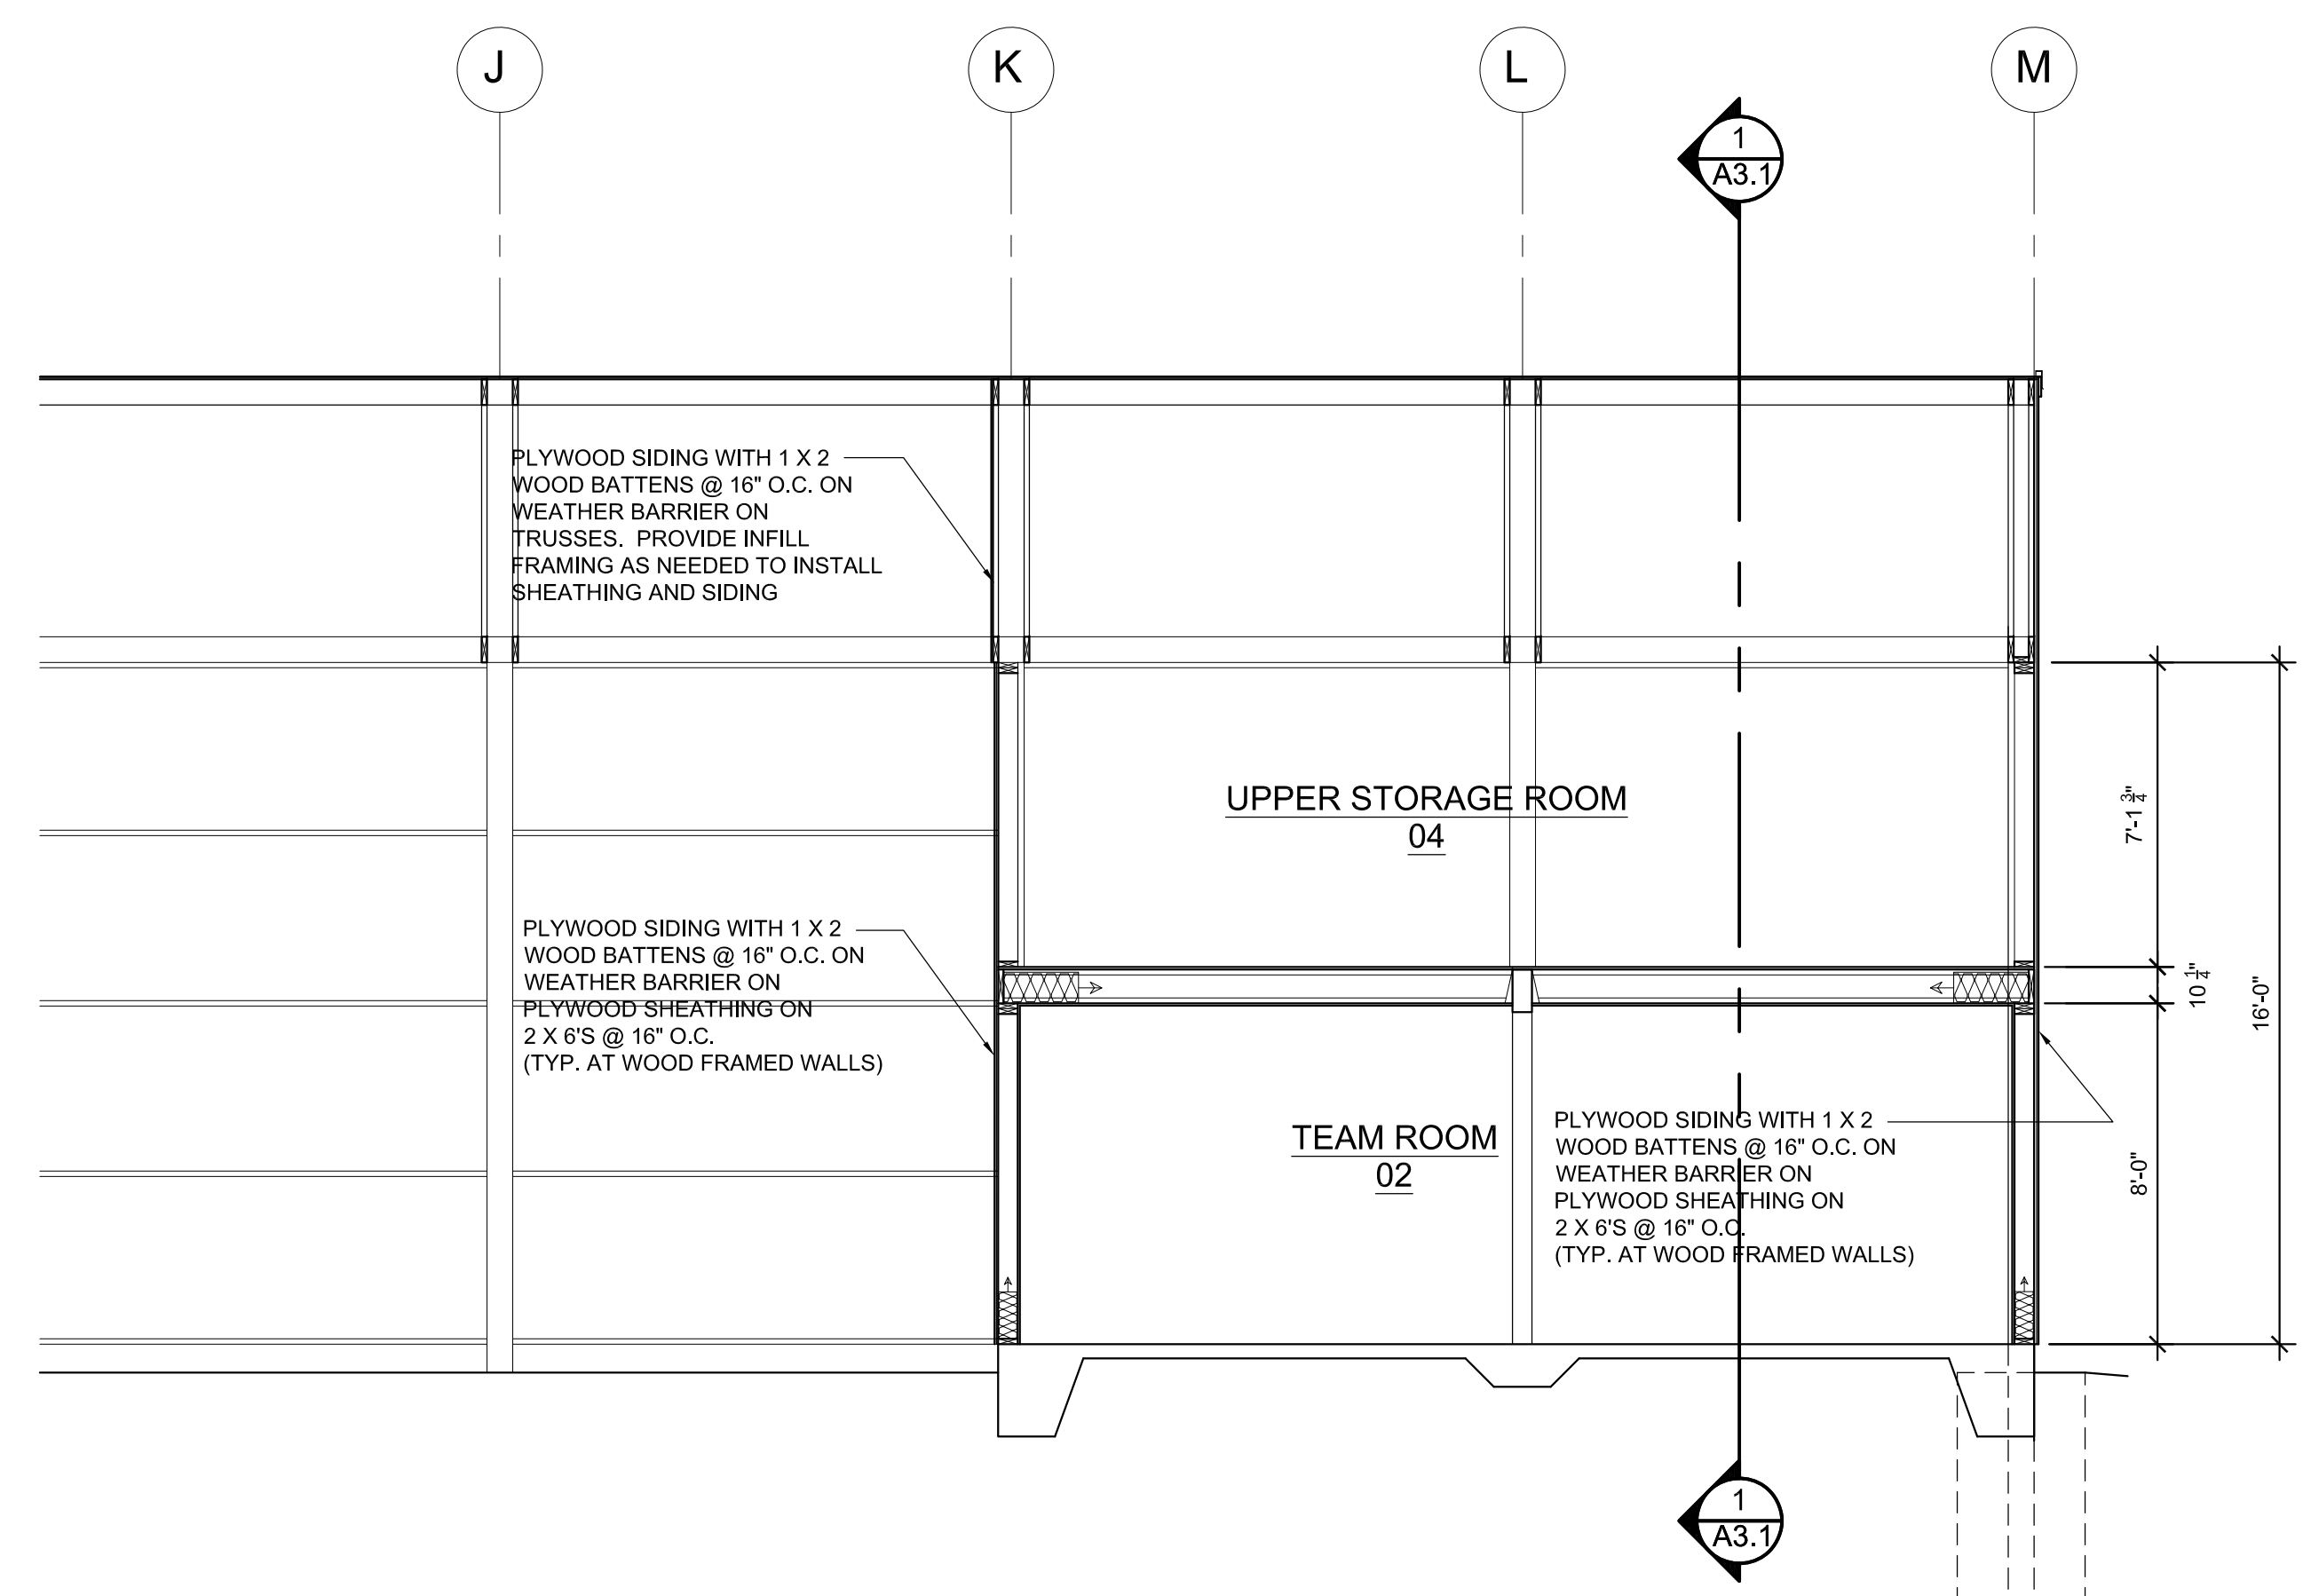 J
K
L
M
1
A3.1
PLYWOOD SIDING WITH 1 X 2
WOOD BATTENS @ 16" O.C. ON
WEATHER BARRIER ON
TRUSSES.  PROVIDE INFILL
FRAMING AS NEEDED TO INSTALL
SHEATHING AND SIDING
UPPER STORAGE ROOM
04
7'-1 3/4"
PLYWOOD SIDING WITH 1 X 2
WOOD BATTENS @ 16" O.C. ON
WEATHER BARRIER ON
PLYWOOD SHEATHING ON
2 X 6'S @ 16" O.C.
(TYP. AT WOOD FRAMED WALLS)
10 1/4"
16'-0"
TEAM ROOM
02
PLYWOOD SIDING WITH 1 X 2
WOOD BATTENS @ 16" O.C. ON
WEATHER BARRIER ON
PLYWOOD SHEATHING ON
2 X 6'S @ 16" O.C.
(TYP. AT WOOD FRAMED WALLS)
8'-0"
1
A3.1